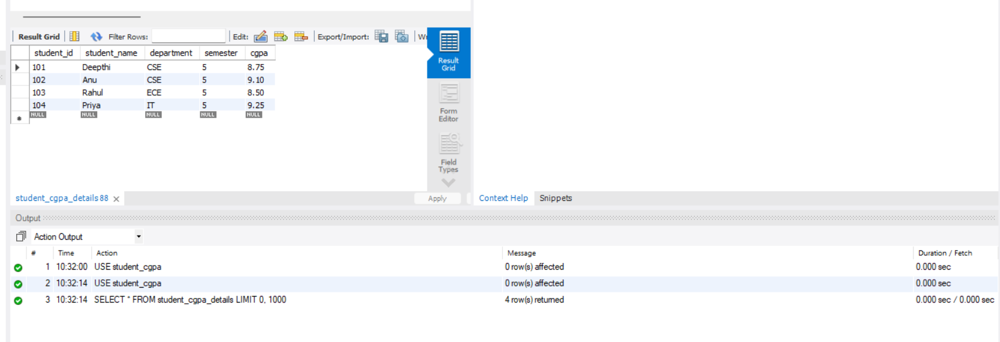 Result Grid Filter Rows: Edit: Export/Import:
student_id student_name department semester cgpa
101 Deepthi CSE 5 8.75
102 Anu CSE 5 9.10
103 Rahul ECE 5 8.50
104 Priya IT 5 9.25
NULL NULL NULL NULL NULL
Result
Grid
Form
Editor
Field
Types
student_cgpa_details 88 Apply
Context Help Snippets
Output
Action Output
# Time Action Message Duration / Fetch
1 10:32:00 USE student_cgpa 0 row(s) affected 0.000 sec
2 10:32:14 USE student_cgpa 0 row(s) affected 0.000 sec
3 10:32:14 SELECT * FROM student_cgpa_details LIMIT 0, 1000 4 row(s) returned 0.000 sec / 0.000 sec